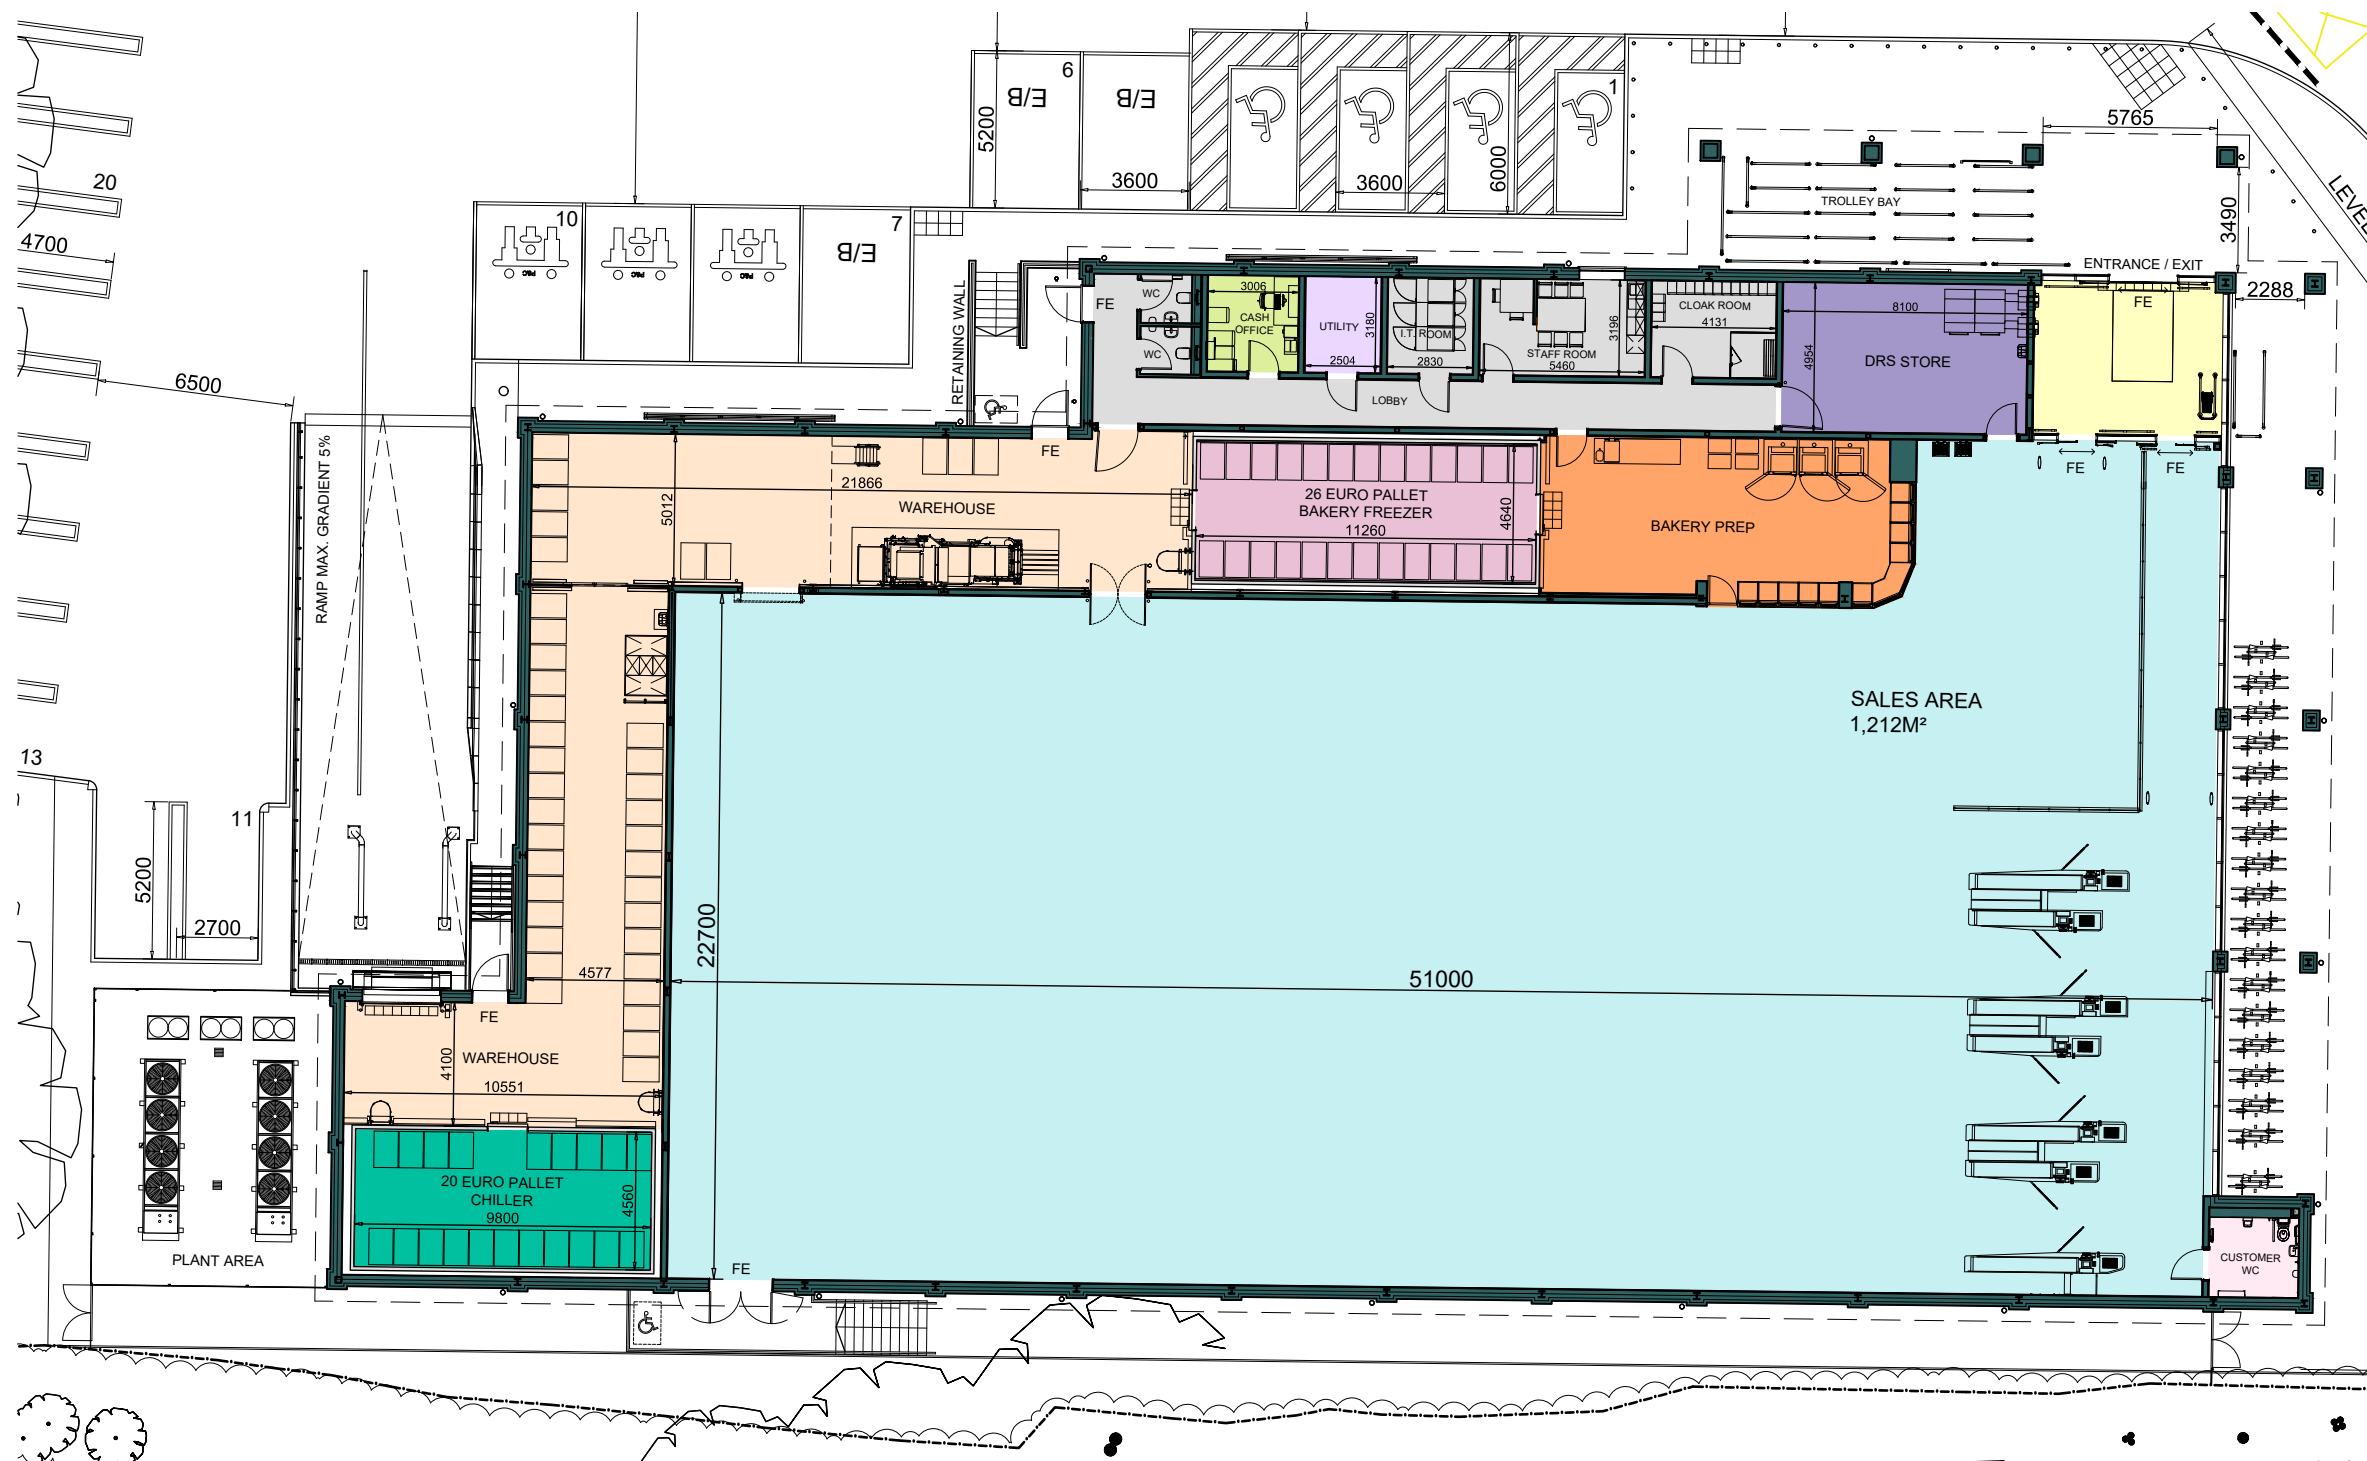 6
E/B
E/B
1
5200
3600
3600
6000
5765
20
4700
10
7
E/B
P&C
P&C
P&C
TROLLEY BAY
3490
LEVEL
ENTRANCE / EXIT
2288
6500
RETAINING WALL
FE
WC
WC
3006
CASH
OFFICE
UTILITY
2504
3180
I.T. ROOM
2830
STAFF ROOM
5460
3196
CLOAK ROOM
4131
8100
DRS STORE
4954
FE
LOBBY
FE
FE
RAMP MAX. GRADIENT 5%
FE
21866
5012
WAREHOUSE
26 EURO PALLET
BAKERY FREEZER
11260
4640
BAKERY PREP
SALES AREA
1,212M²
13
11
5200
2700
22700
51000
4577
FE
4100
WAREHOUSE
10551
20 EURO PALLET
CHILLER
9800
4560
PLANT AREA
FE
CUSTOMER
WC